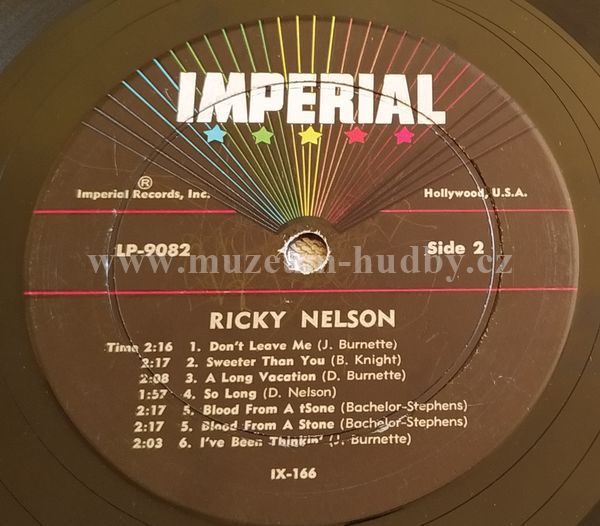 IMPERIAL
® Imperial Records, Inc. Hollywood, U.S.A.
LP-9082 Side 2
www.muzeum-hudby.cz
RICKY NELSON
Time 2:16 1. Don't Leave Me (J. Burnette)
2:17 2. Sweeter Than You (B. Knight)
2:08 3. A Long Vacation (D. Burnette)
1:57 4. So Long (D. Nelson)
2:17 5. Blood From A tSone (Bachelor-Stephens)
2:17 5. Blood From A Stone (Bachelor-Stephens)
2:03 6. I've Been Thinkin' (J. Burnette)
IX-166